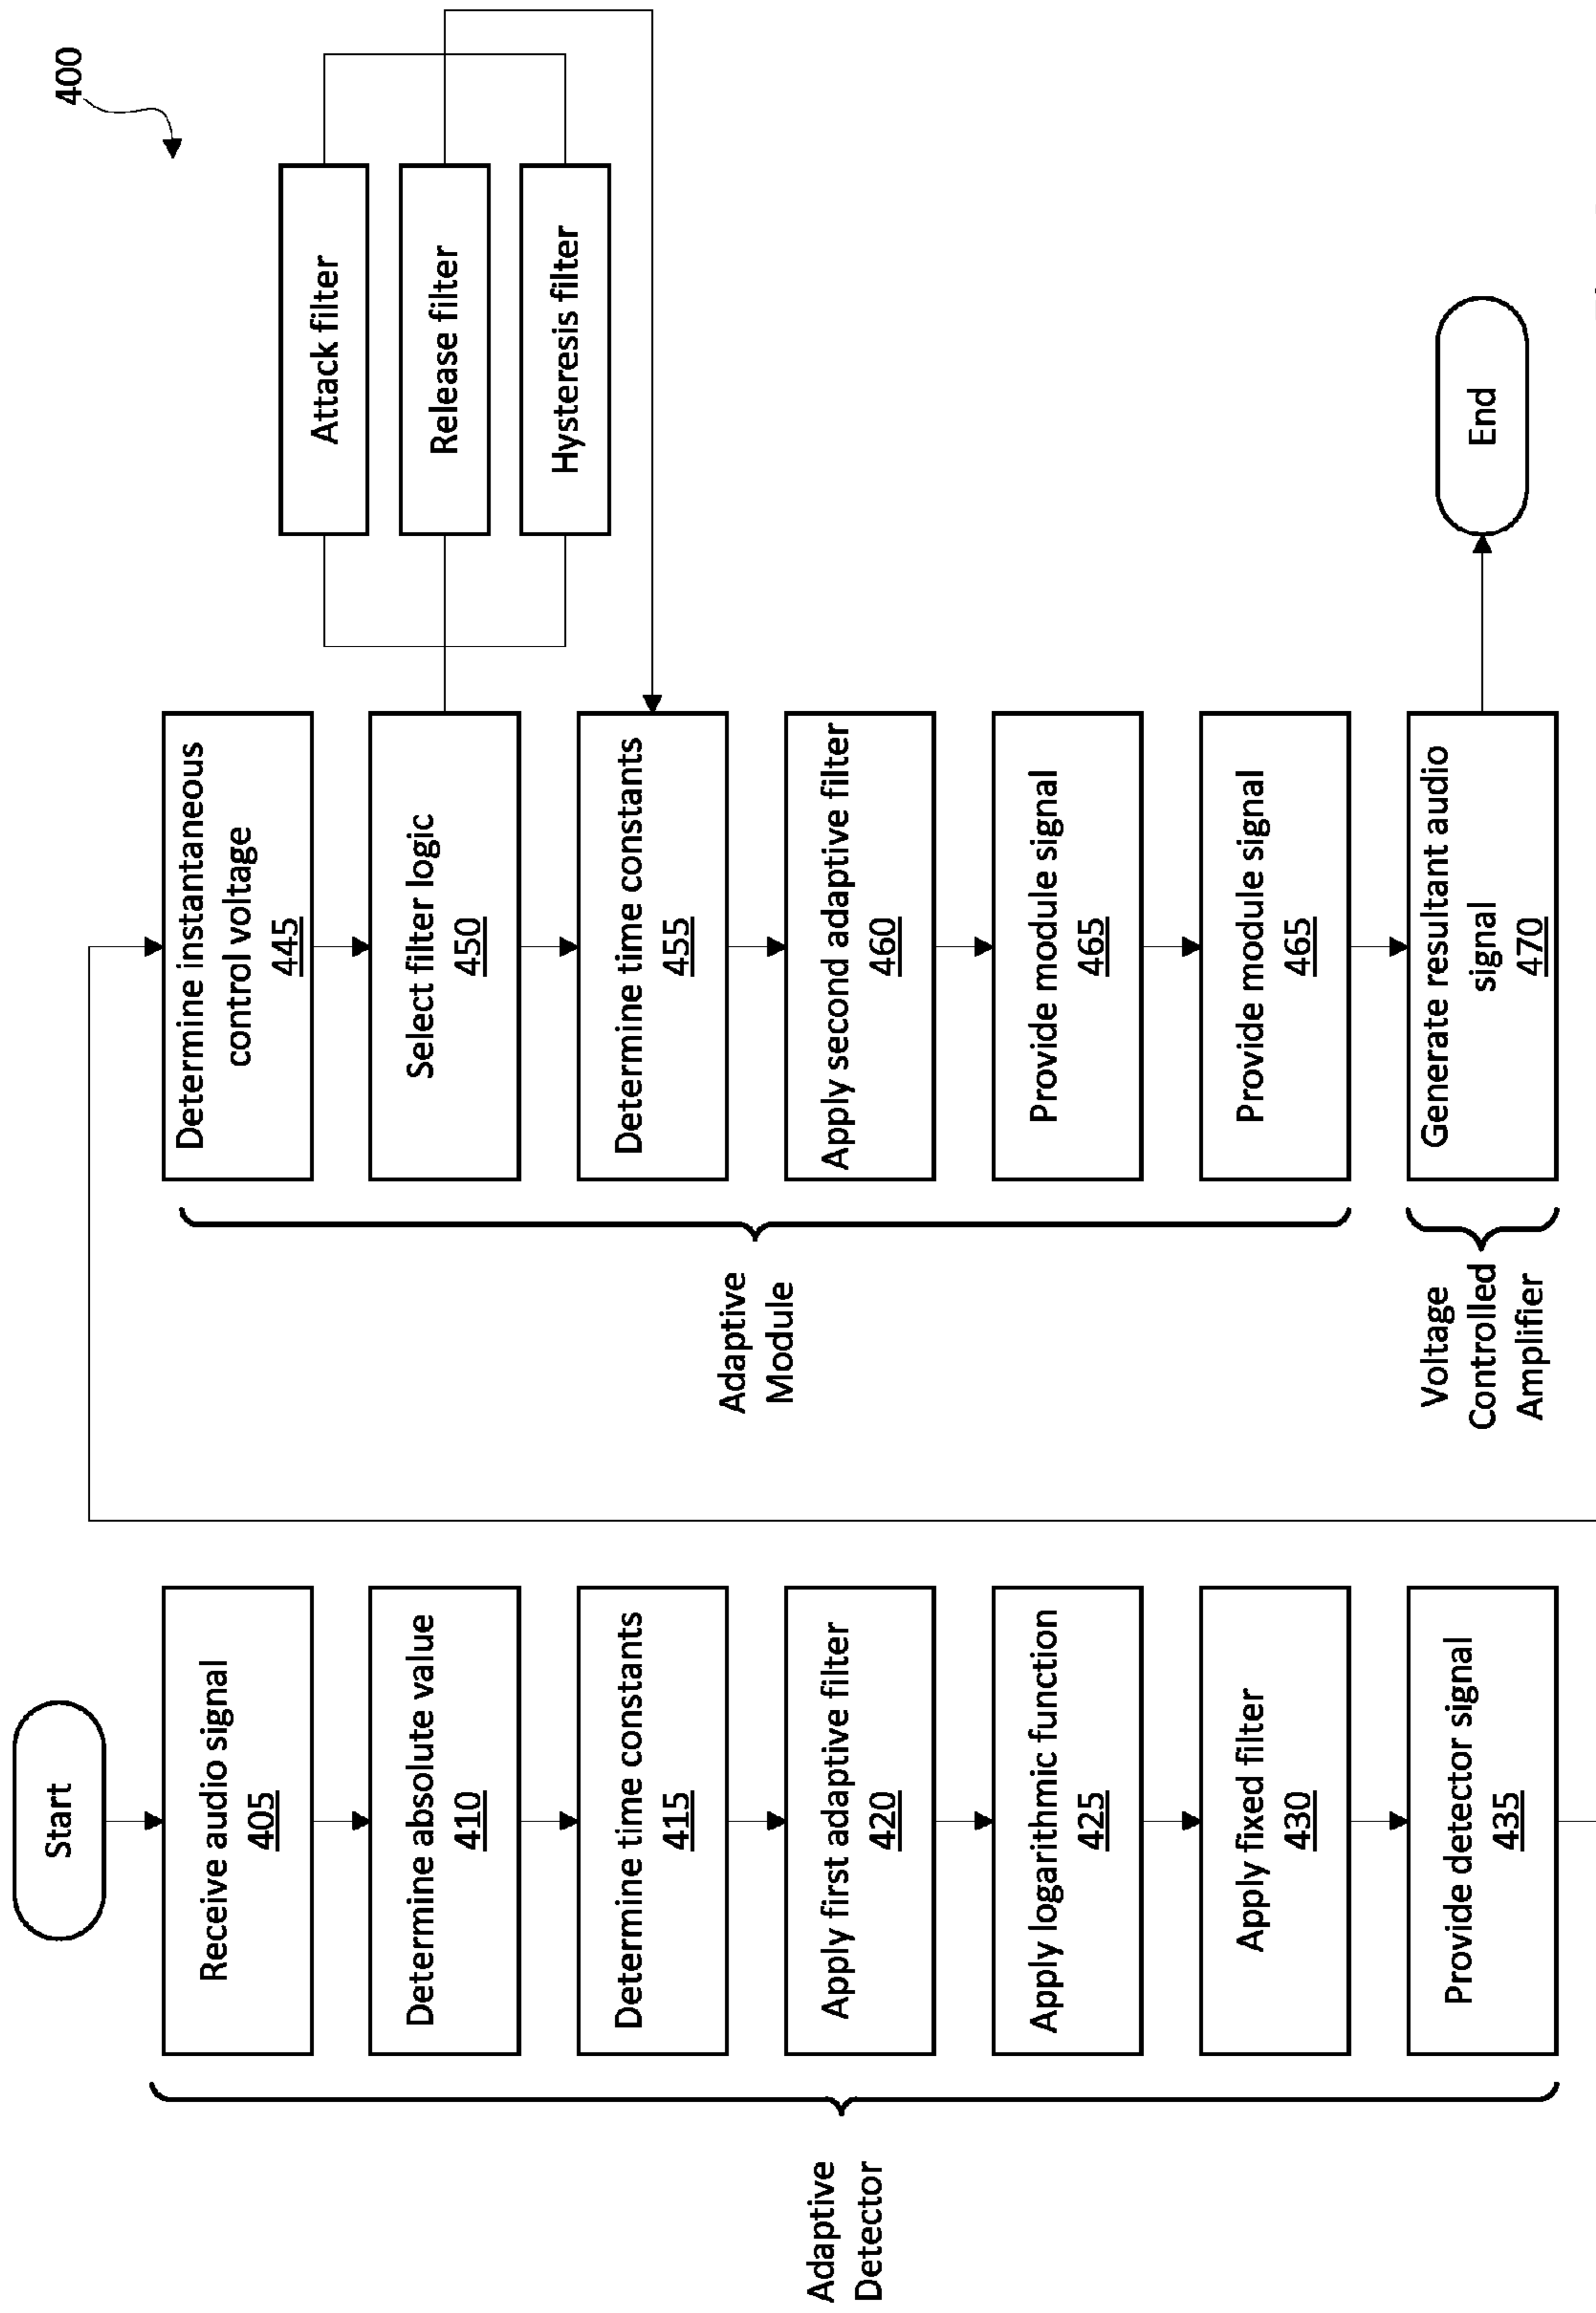 400
Start
Receive audio signal
405
Determine absolute value
410
Determine time constants
415
Apply first adaptive filter
420
Apply logarithmic function
425
Apply fixed filter
430
Provide detector signal
435
Adaptive
Detector
Determine instantaneous
control voltage
445
Select filter logic
450
Determine time constants
455
Apply second adaptive filter
460
Provide module signal
465
Provide module signal
465
Generate resultant audio
signal
470
Adaptive
Module
Voltage
Controlled
Amplifier
Attack filter
Release filter
Hysteresis filter
End